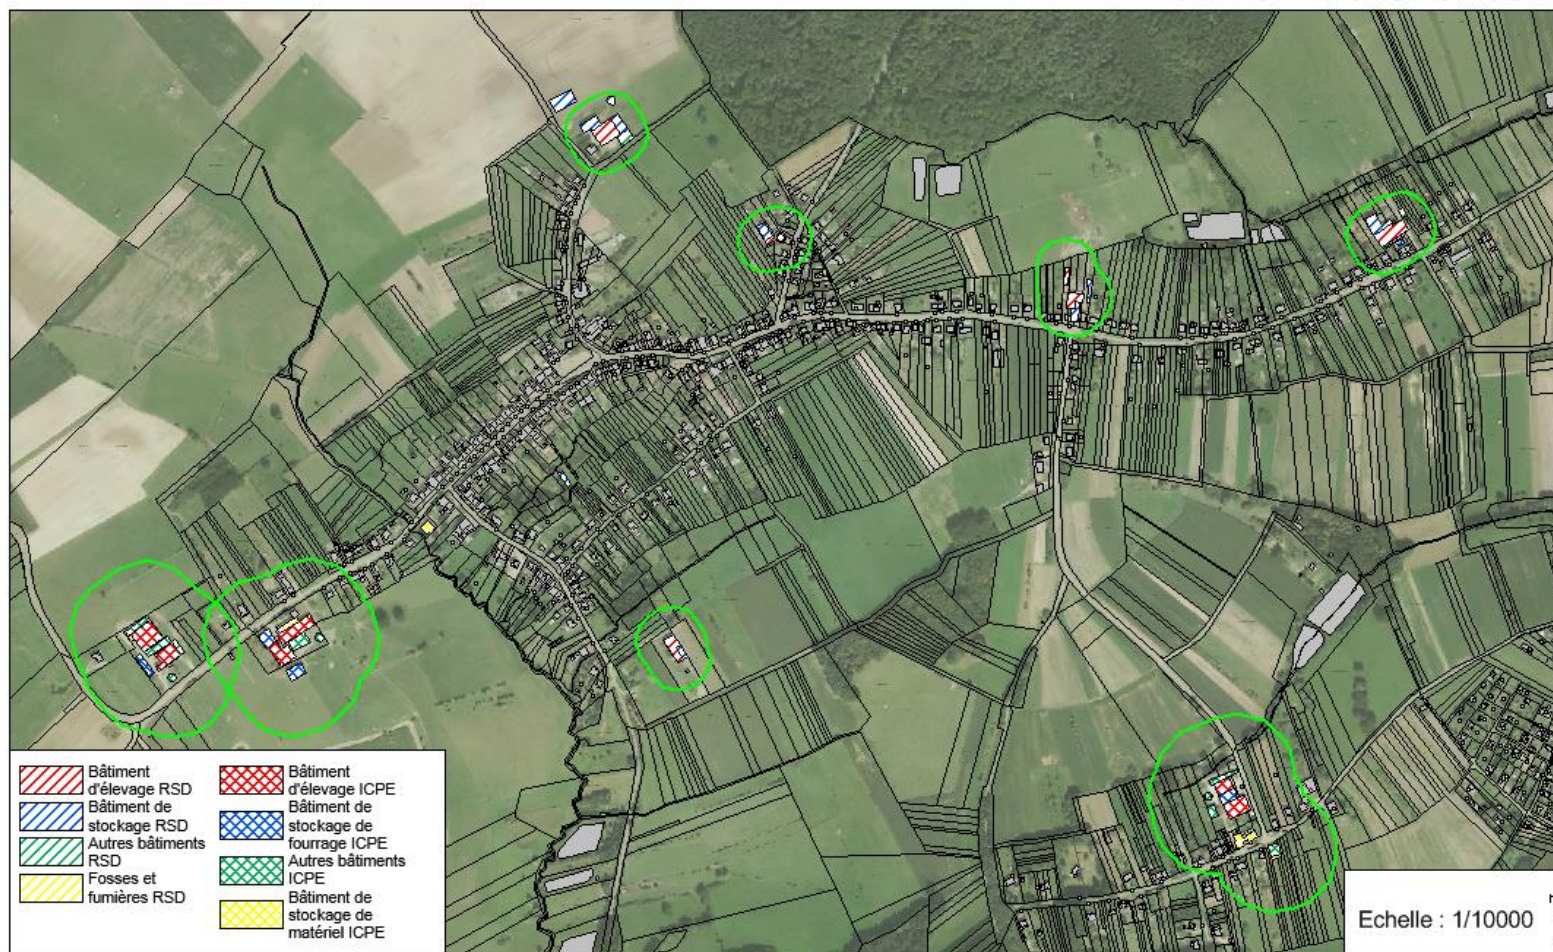 Bâtiment
d'élevage RSD
Bâtiment de
stockage RSD
Autres bâtiments
RSD
Fosses et
fumières RSD
Bâtiment
d'élevage ICPE
Bâtiment de
stockage de
fourrage ICPE
Autres bâtiments
ICPE
Bâtiment de
stockage de
matériel ICPE
Echelle : 1/10000